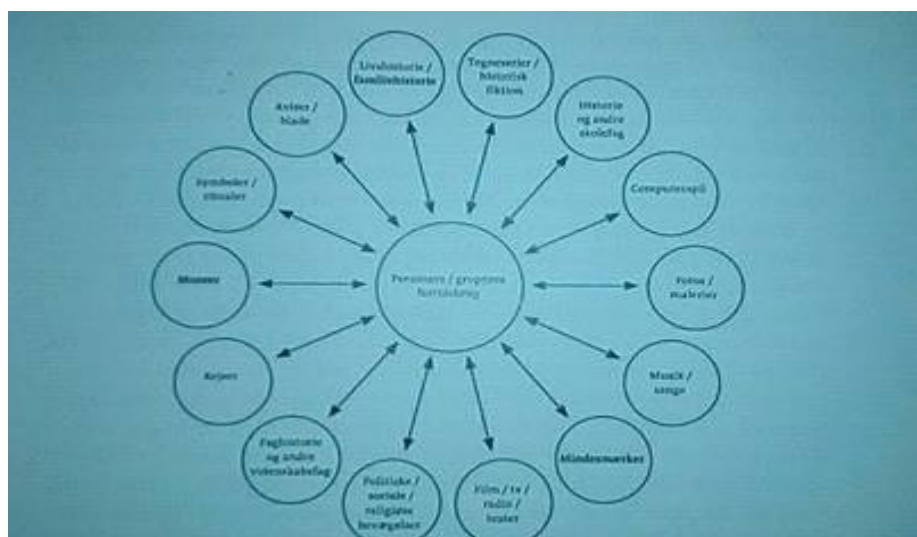 Livshistorie /
familiehistorie
Tegneserier /
historisk
fiktion
Historie
og andre
skolefag
Computerspil
Fotos /
malerier
Musik /
sange
Mindesmærker
Film / tv /
radio /
teater
Politiske /
sociale /
religiøse
bevægelser
Faghistorie
og andre
videnskabsfag
Rejser
Museer
Symboler /
ritualer
Aviser /
blade
Personers / gruppers